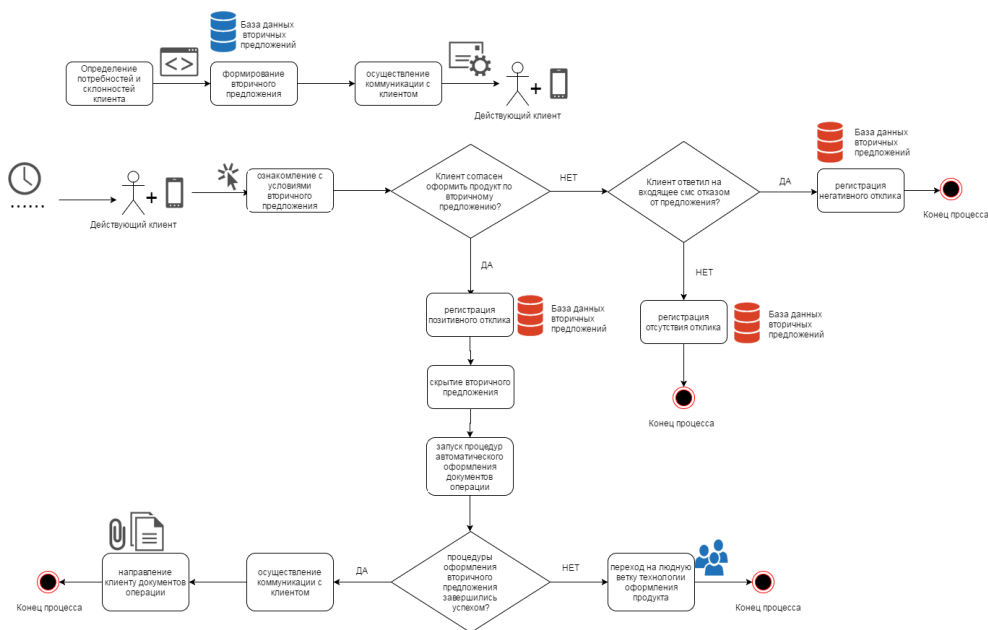 База данных
вторичных
предложений
Определение
потребностей и
склонностей
клиента
формирование
вторичного
предложения
осуществление
коммуникации с
клиентом
Действующий клиент
Действующий клиент
ознакомление с
условиями
вторичного
предложения
Клиент согласен
оформить продукт по
вторичному
предложению?
НЕТ
Клиент ответил на
входящее смс отказом
от предложения?
ДА
База данных
вторичных
предложений
регистрация
негативного отклика
Конец процесса
ДА
НЕТ
регистрация
позитивного отклика
База данных
вторичных
предложений
регистрация
отсутствия отклика
База данных
вторичных
предложений
Конец процесса
скрытие вторичного
предложения
запуск процедур
автоматического
оформления
документов
операции
процедуры
оформления
вторичного
предложения
завершились
успехом?
ДА
осуществление
коммуникации с
клиентом
направление
клиенту документов
операции
Конец процесса
НЕТ
переход на людную
ветку технологии
оформления
продукта
Конец процесса